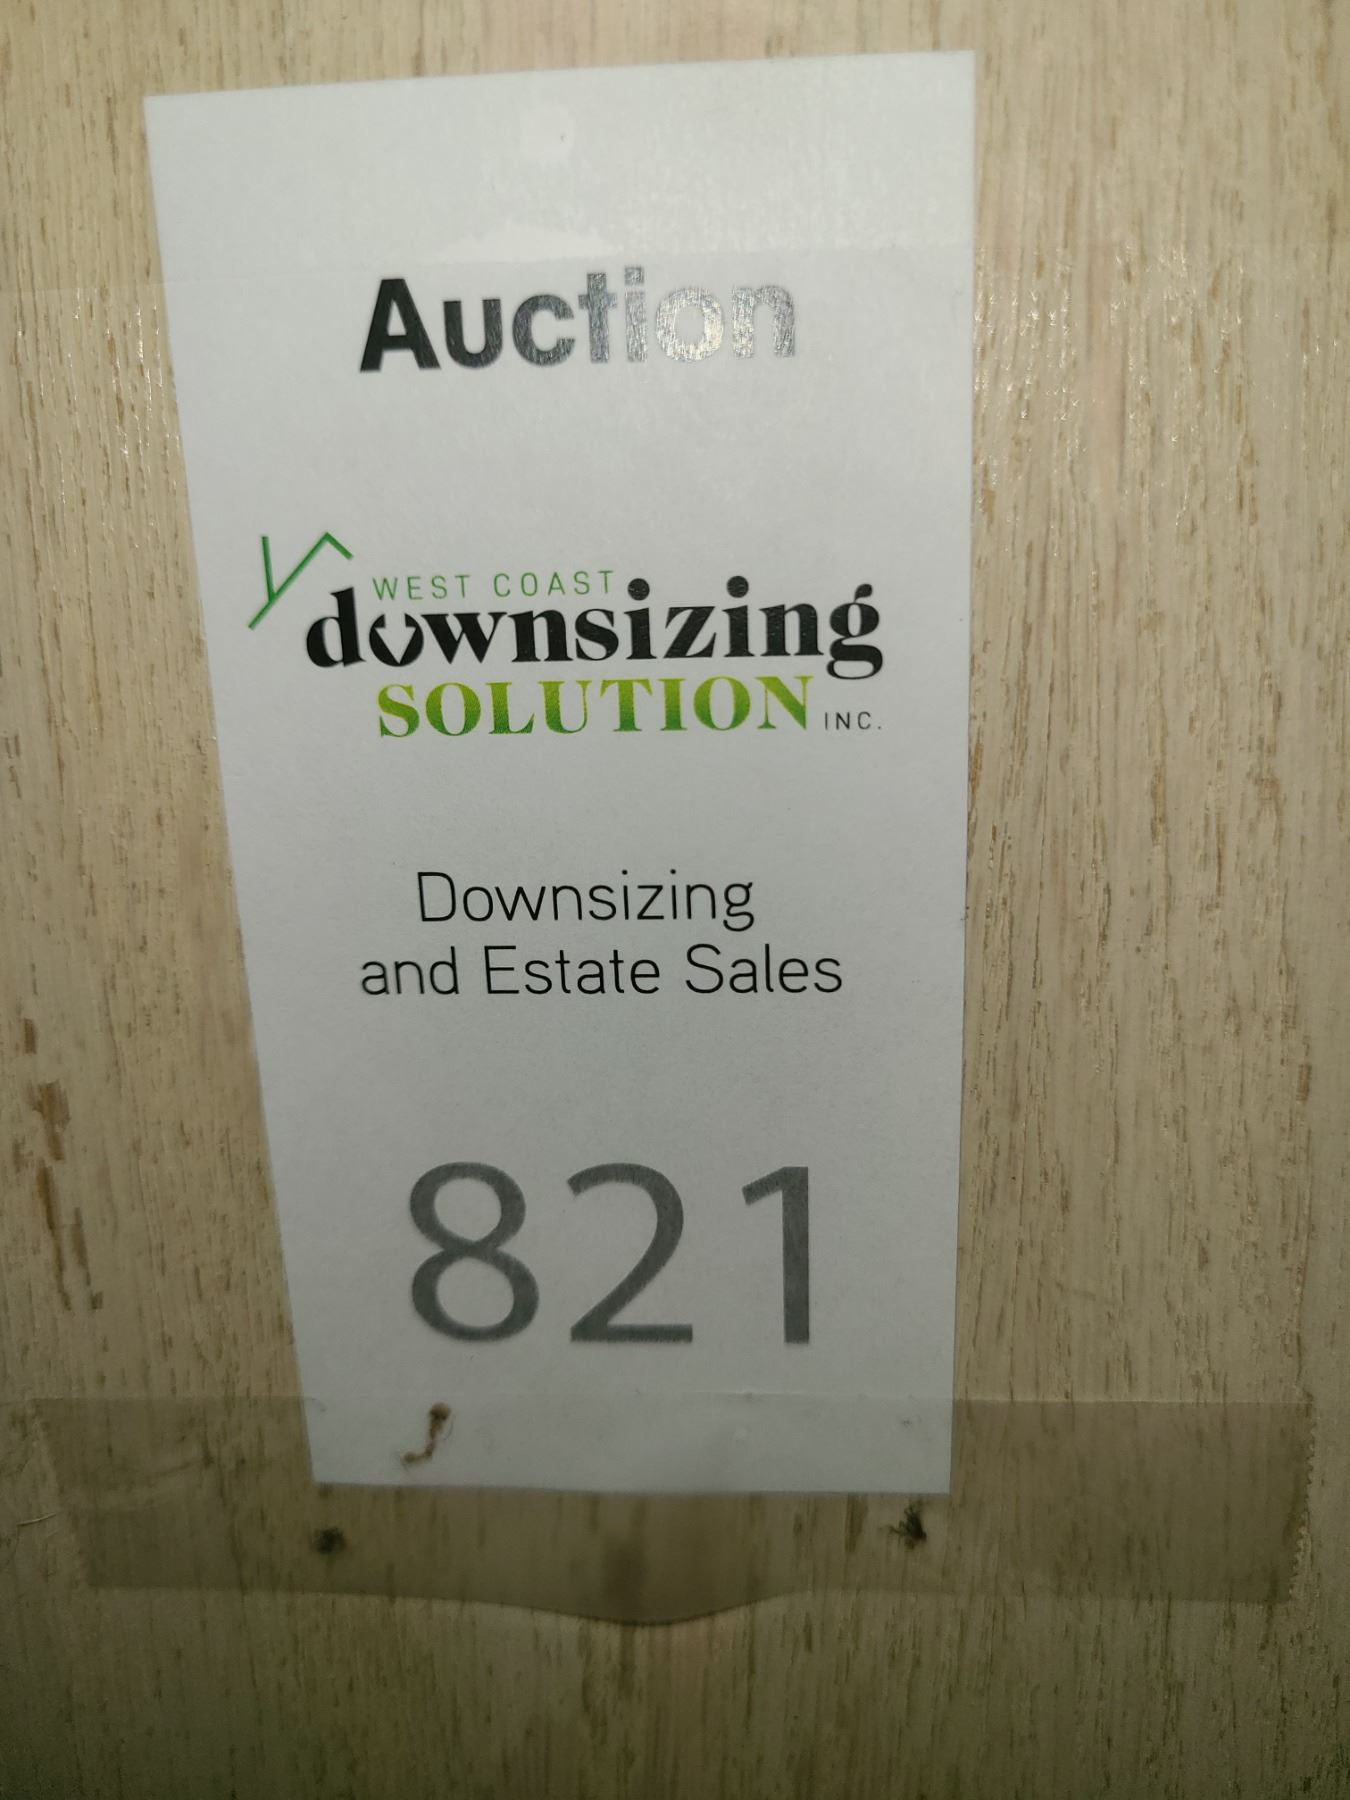 Auction
WEST COAST
downsizing
SOLUTION INC.
Downsizing
and Estate Sales
821